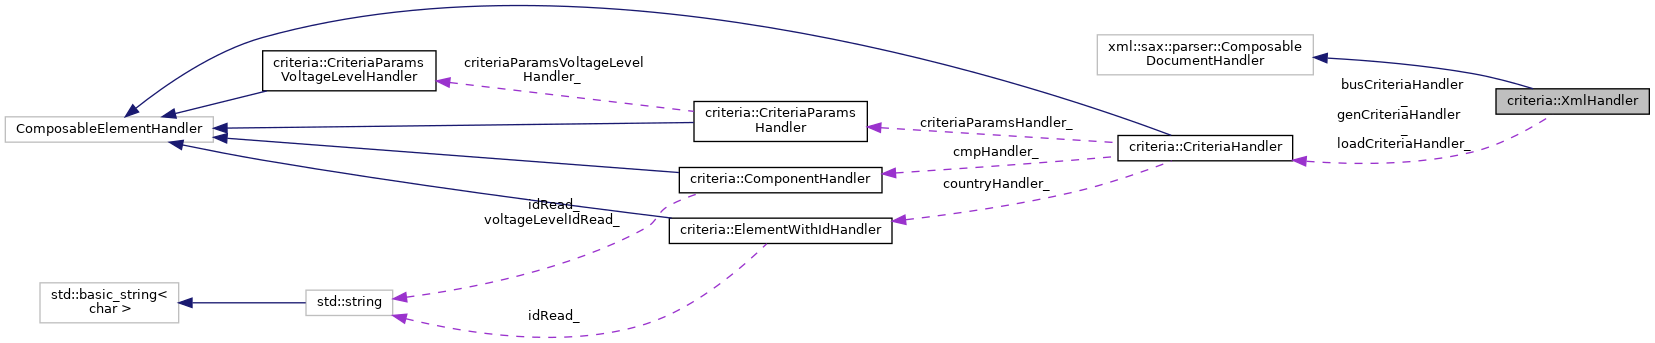 xml::sax::parser::Composable
DocumentHandler
criteria::CriteriaParams
VoltageLevelHandler
criteriaParamsVoltageLevel
Handler_
busCriteriaHandler
_
genCriteriaHandler
_
loadCriteriaHandler_
criteria::XmlHandler
criteria::CriteriaParams
Handler
criteriaParamsHandler_
ComposableElementHandler
criteria::CriteriaHandler
cmpHandler_
criteria::ComponentHandler
countryHandler_
idRead_
voltageLevelIdRead_
criteria::ElementWithIdHandler
std::basic_string<
char >
std::string
idRead_